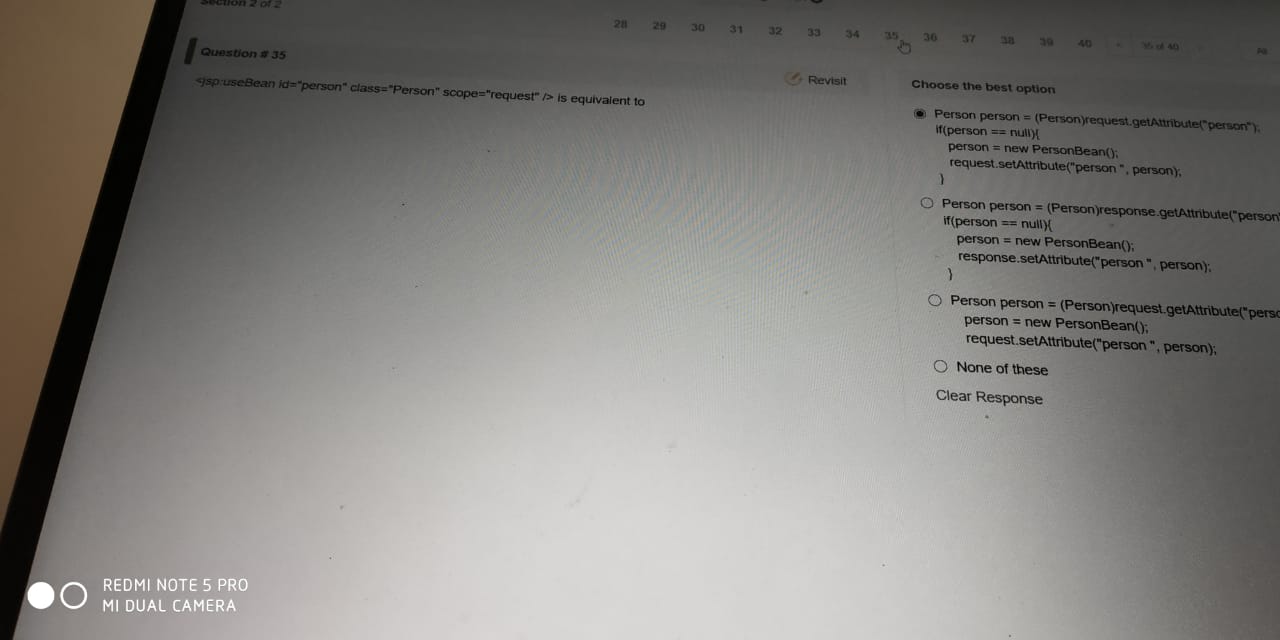 Section 2 of 2
28 29 30 31 32 33 34 35 36 37 38 39 40 < 35 of 40 All
Question # 35
Revisit
<jsp:useBean id="person" class="Person" scope="request" /> is equivalent to
Choose the best option
Person person = (Person)request.getAttribute("person");
if(person == null){
person = new PersonBean();
request.setAttribute("person ", person);
}
Person person = (Person)response.getAttribute("person"
if(person == null){
person = new PersonBean();
response.setAttribute("person ", person);
}
Person person = (Person)request.getAttribute("perso
person = new PersonBean();
request.setAttribute("person ", person);
None of these
Clear Response
REDMI NOTE 5 PRO
MI DUAL CAMERA